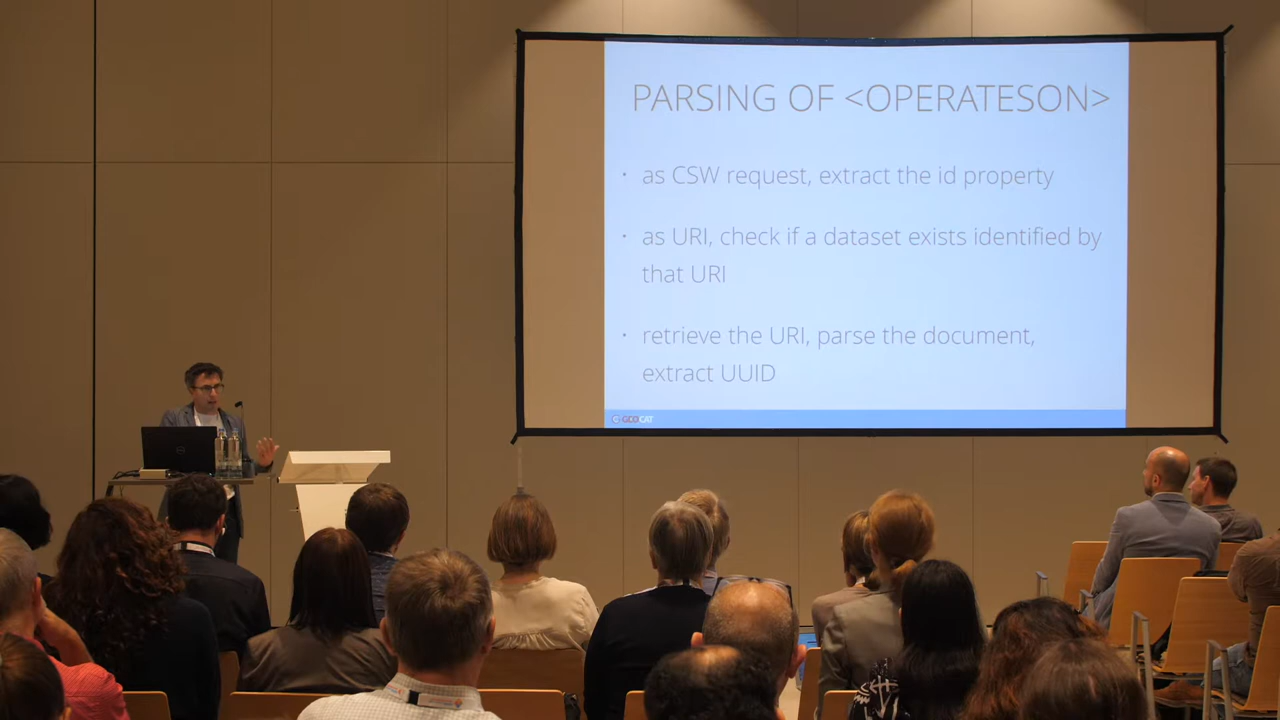 PARSING OF <OPERATESON>
· as CSW request, extract the id property
· as URI, check if a dataset exists identified by
that URI
· retrieve the URI, parse the document,
extract UUID
GEOCAT